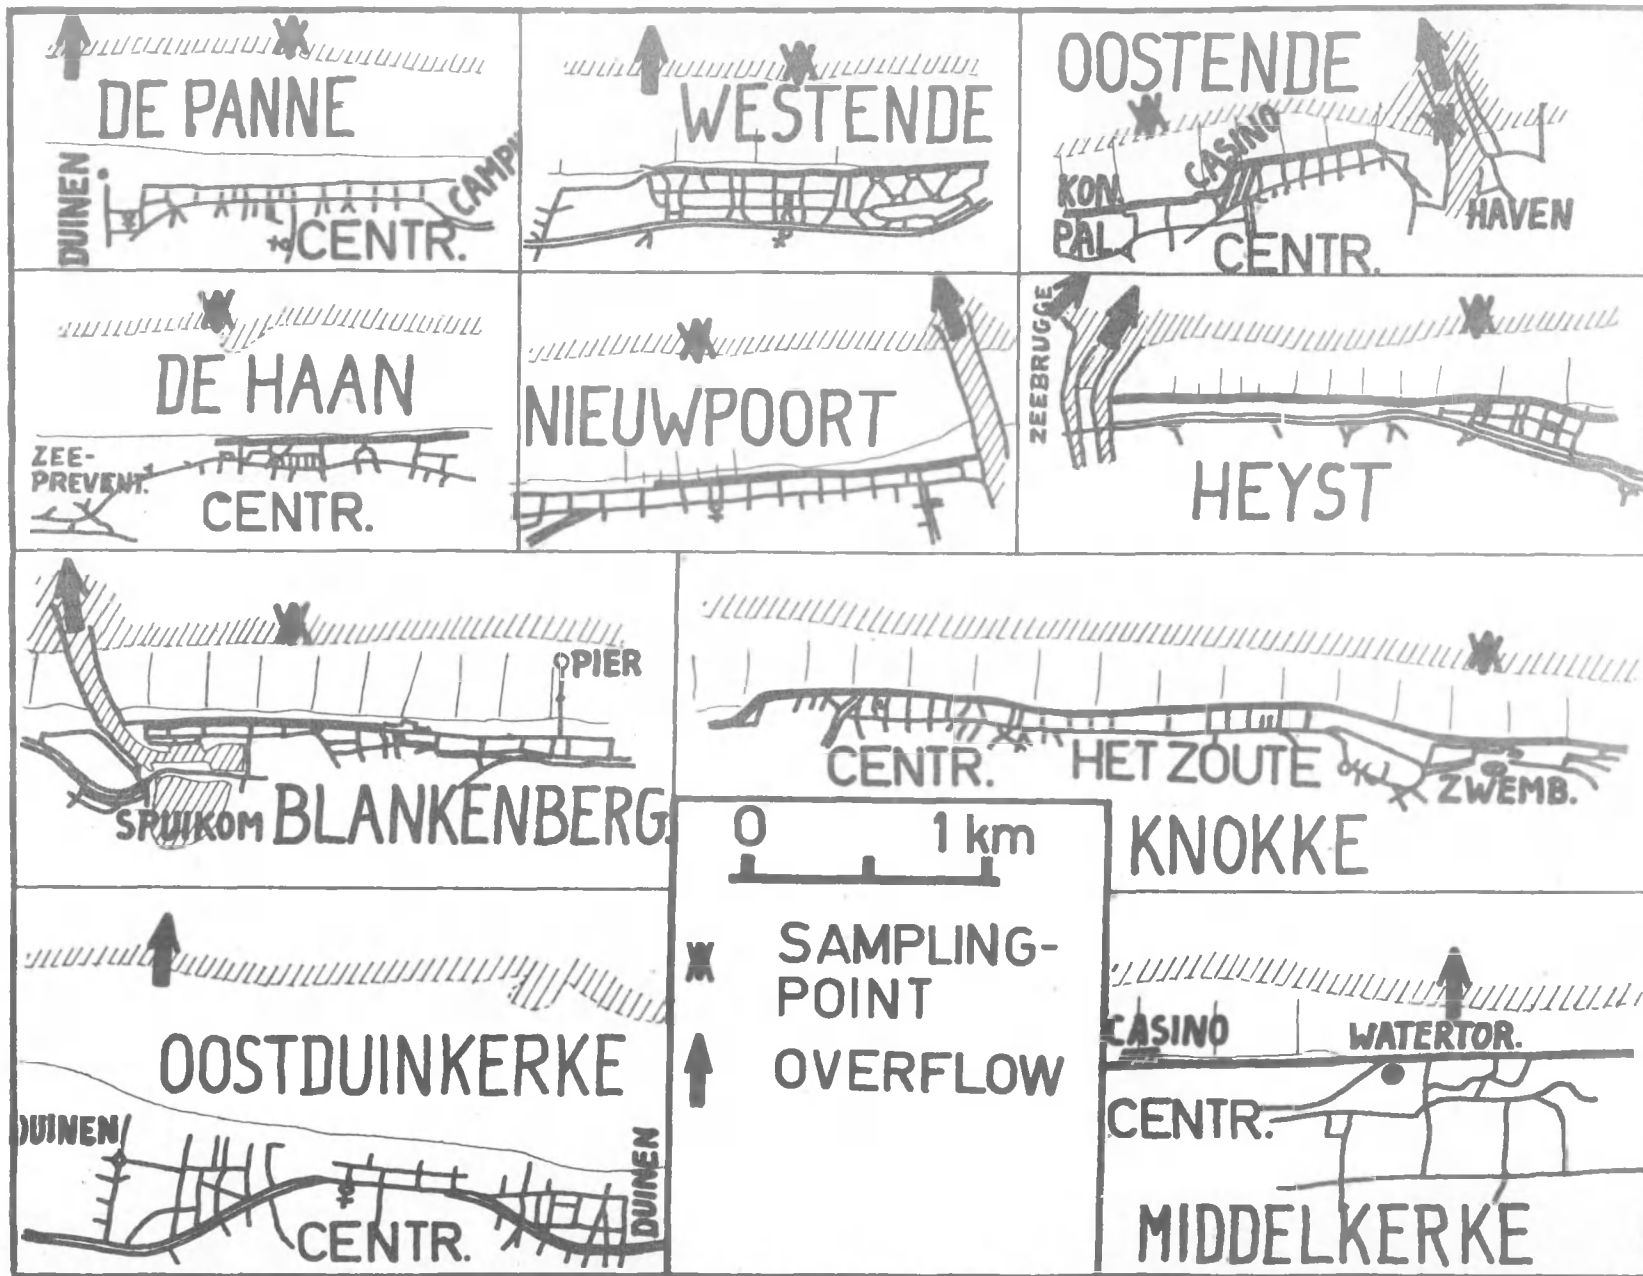 DE PANNE
DUINEN
CENTR.
WESTENDE
OOSTENDE
CASINO
KON.
PAL.
HAVEN
CENTR.
DE HAAN
ZEE-
PREVENT.
CENTR.
NIEUWPOORT
ZEEBRUGGE
HEYST
PIER
SPUIKOM
BLANKENBERG.
CENTR.
HET ZOUTE
ZWEMB.
KNOKKE
0 1 km
SAMPLING-
POINT
OVERFLOW
OOSTDUINKERKE
DUINEN
DUINEN
CENTR.
CASINO
WATERTOR.
CENTR.
MIDDELKERKE